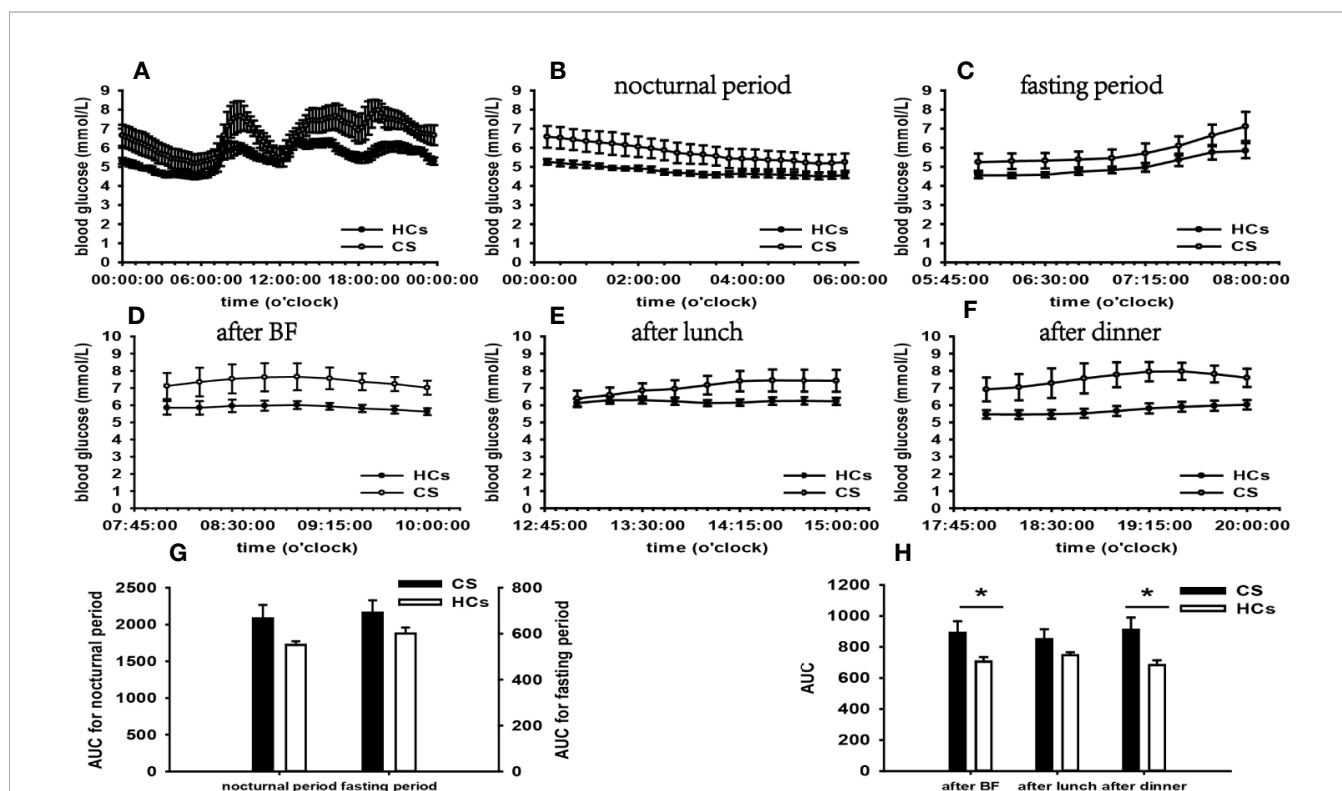 A
blood glucose (mmol/L)
9
8
7
6
5
4
3
2
1
0
HCs
CS
00:00:00 06:00:00 12:00:00 18:00:00 00:00:00
time (o'clock)
B
nocturnal period
blood glucose (mmol/L)
9
8
7
6
5
4
3
2
1
0
HCs
CS
00:00:00 02:00:00 04:00:00 06:00:00
time (o'clock)
C
fasting period
blood glucose (mmol/L)
9
8
7
6
5
4
3
2
1
0
HCs
CS
05:45:00 06:30:00 07:15:00 08:00:00
time (o'clock)
D
after BF
blood glucose (mmol/L)
10
9
8
7
6
5
4
3
2
1
0
HCs
CS
07:45:00 08:30:00 09:15:00 10:00:00
time (o'clock)
E
after lunch
blood glucose (mmol/L)
10
9
8
7
6
5
4
3
2
1
0
HCs
CS
12:45:00 13:30:00 14:15:00 15:00:00
time (o'clock)
F
after dinner
blood glucose (mmol/L)
10
9
8
7
6
5
4
3
2
1
0
HCs
CS
17:45:00 18:30:00 19:15:00 20:00:00
time (o'clock)
G
AUC for nocturnal period
2500
2000
1500
1000
500
0
CS
HCs
800
600
400
200
0
AUC for fasting period
nocturnal period fasting period
H
AUC
1200
1000
800
600
400
200
0
* *
CS
HCs
after BF after lunch after dinner